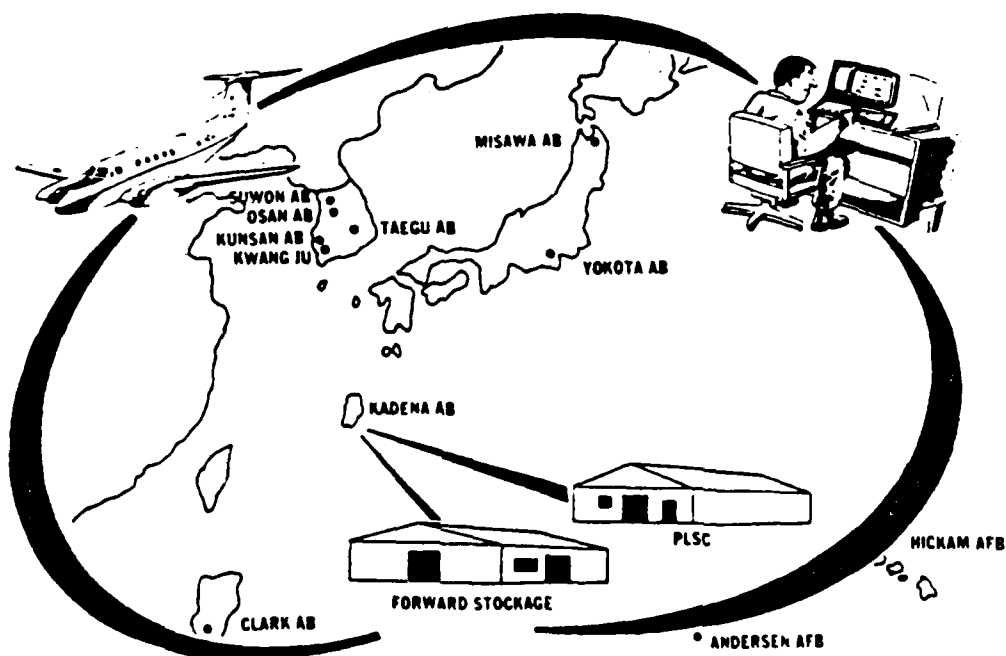 MISAWA AB
SUWON AB
OSAN AB
TAEGU AB
KUNSAN AB
KWANG JU
YOKOTA AB
KADENA AB
PLSC
HICKAM AFB
FORWARD STOCKAGE
CLARK AB
ANDERSEN AFB